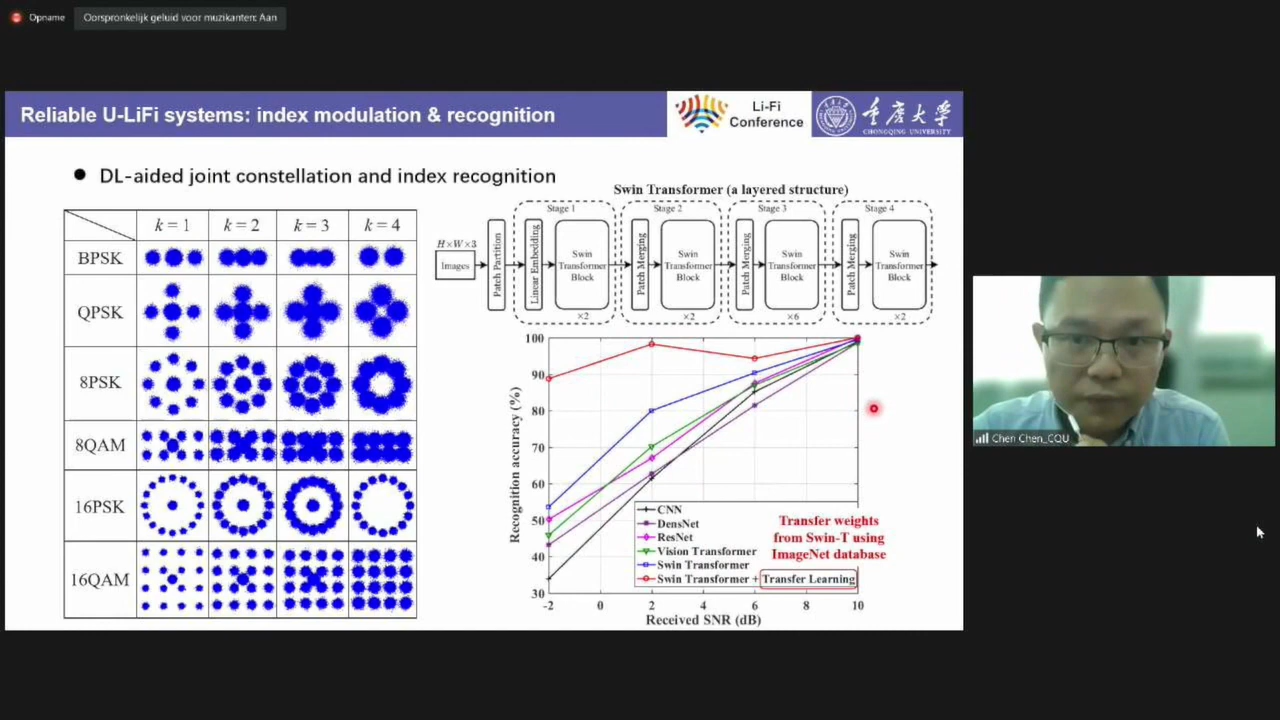 Opname
Oorspronkelijk geluid voor muzikanten: Aan
Reliable U-LiFi systems: index modulation & recognition
Li-Fi
Conference
重庆大学
CHONGQING UNIVERSITY
● DL-aided joint constellation and index recognition
k = 1 k = 2 k = 3 k = 4
BPSK
QPSK
8PSK
8QAM
16PSK
16QAM
Swin Transformer (a layered structure)
Stage 1 Stage 2 Stage 3 Stage 4
H×W×3
Images
Patch Partition
Linear Embedding
Swin
Transformer
Block
×2
Patch Merging
Swin
Transformer
Block
×2
Patch Merging
Swin
Transformer
Block
×6
Patch Merging
Swin
Transformer
Block
×2
Recognition accuracy (%)
100
90
80
70
60
50
40
30
-2 0 2 4 6 8 10
Received SNR (dB)
CNN
DensNet
ResNet
Vision Transformer
Swin Transformer
Swin Transformer + Transfer Learning
Transfer weights
from Swin-T using
ImageNet database
Chen Chen_CQU